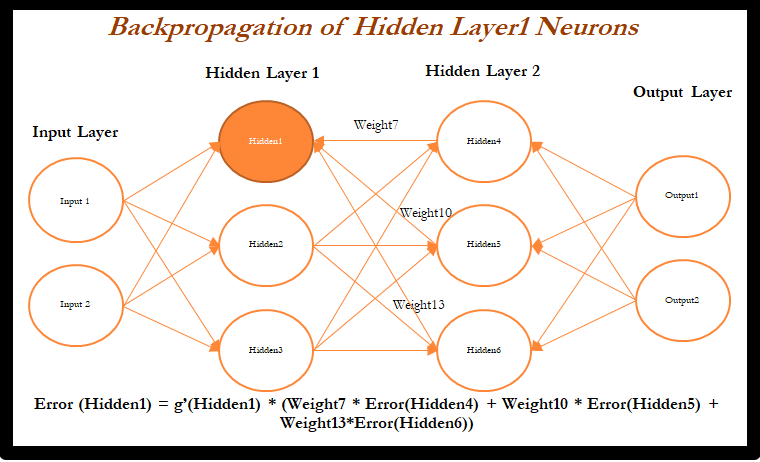 Backpropagation of Hidden Layer1 Neurons
Hidden Layer 1
Hidden Layer 2
Output Layer
Input Layer
Weight7
Hidden1
Hidden4
Input 1
Output1
Weight10
Hidden2
Hidden5
Input 2
Output2
Weight13
Hidden3
Hidden6
Error (Hidden1) = g’(Hidden1) * (Weight7 * Error(Hidden4) + Weight10 * Error(Hidden5) +
Weight13*Error(Hidden6))